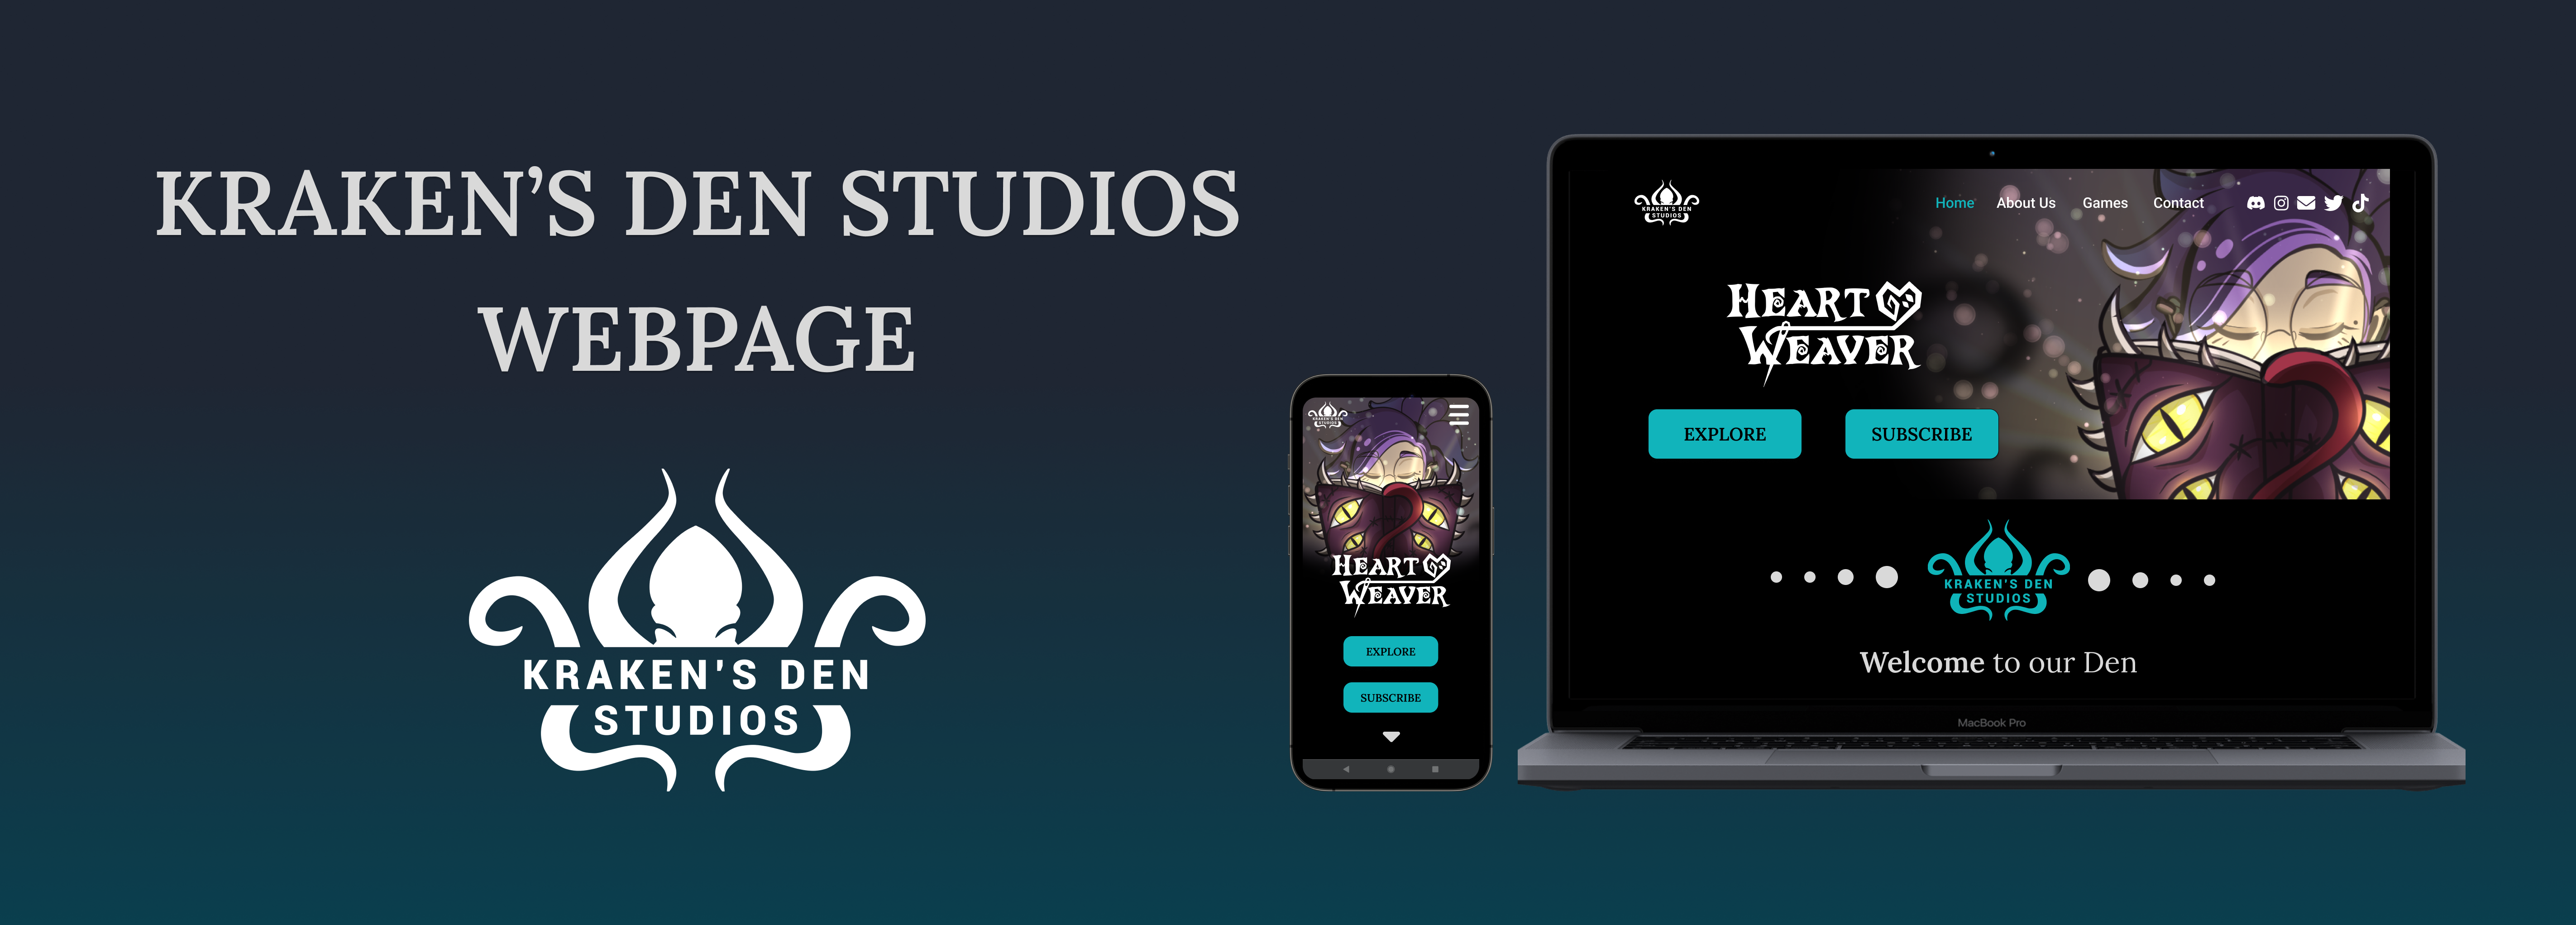 KRAKEN’S DEN STUDIOS
WEBPAGE
KRAKEN'S DEN
STUDIOS
KRAKEN'S DEN
STUDIOS
HEART
WEAVER
EXPLORE
SUBSCRIBE
KRAKEN'S DEN
STUDIOS
Home About Us Games Contact
HEART
WEAVER
EXPLORE SUBSCRIBE
KRAKEN'S DEN
STUDIOS
Welcome to our Den
MacBook Pro